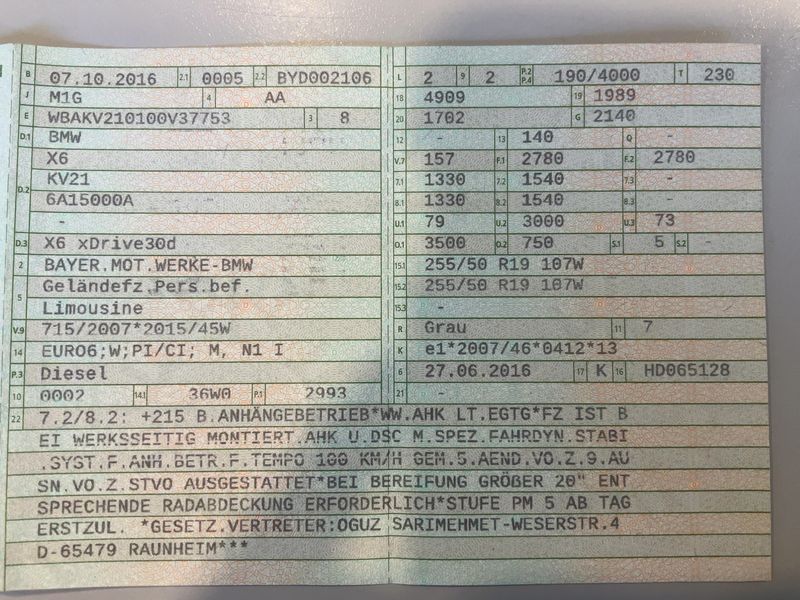 B 07.10.2016 2.1 0005 2.2 BYD002106 L 2 9 2 P.2 P.4 190/4000 T 230
J M1G 4 AA 18 4909 19 1989
E WBAKV210100V37753 3 8 20 1702 G 2140
D.1 BMW 12 - 13 140 Q -
X6 V.7 157 F.1 2780 F.2 2780
D.2 KV21 7.1 1330 7.2 1540 7.3 -
6A15000A 8.1 1330 8.2 1540 8.3 -
- U.1 79 U.2 3000 U.3 73
D.3 X6 xDrive30d O.1 3500 O.2 750 S.1 5 S.2 -
2 BAYER.MOT.WERKE-BMW 15.1 255/50 R19 107W
5 Geländefz.Pers.bef. 15.2 255/50 R19 107W
Limousine 15.3 -
V.9 715/2007*2015/45W R Grau 11 7
14 EURO6;W;PI/CI; M, N1 I K e1*2007/46*0412*13
P.3 Diesel 6 27.06.2016 17 K 16 HD065128
10 0002 14.1 36W0 P.1 2993 21 -
22 7.2/8.2: +215 B.ANHÄNGEBETRIEB*WW.AHK LT.EGTG*FZ IST B
EI WERKSSEITIG MONTIERT.AHK U.DSC M.SPEZ.FAHRDYN.STABI
.SYST.F.ANH.BETR.F.TEMPO 100 KM/H GEM.5.AEND.VO.Z.9.AU
SN.VO.Z.STVO AUSGESTATTET*BEI BEREIFUNG GRÖßER 20" ENT
SPRECHENDE RADABDECKUNG ERFORDERLICH*STUFE PM 5 AB TAG
ERSTZUL. *GESETZ.VERTRETER:OGUZ SARIMEHMET-WESERSTR.4
D-65479 RAUNHEIM***